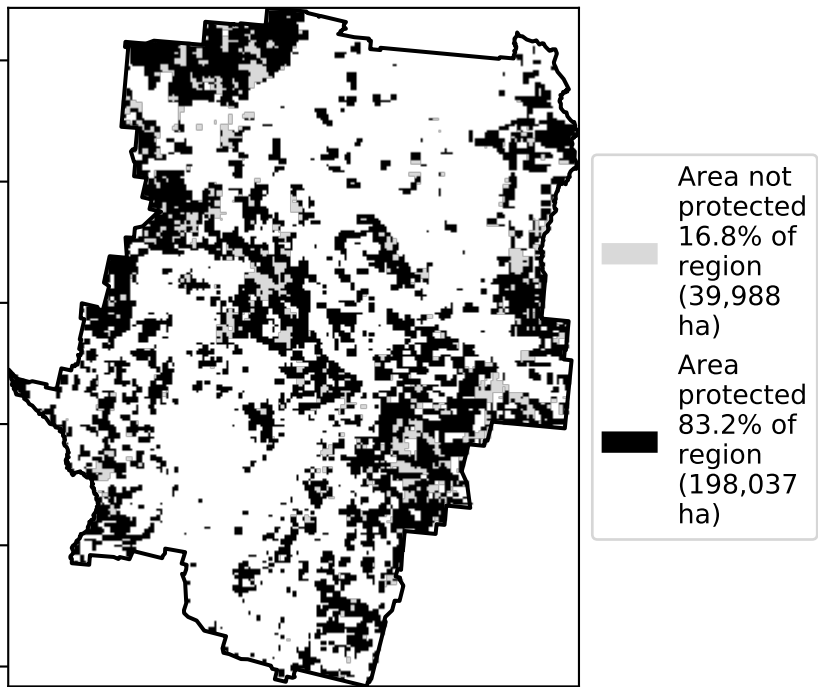 Area not
protected
16.8% of
region
(39,988
ha)
Area
protected
83.2% of
region
(198,037
ha)